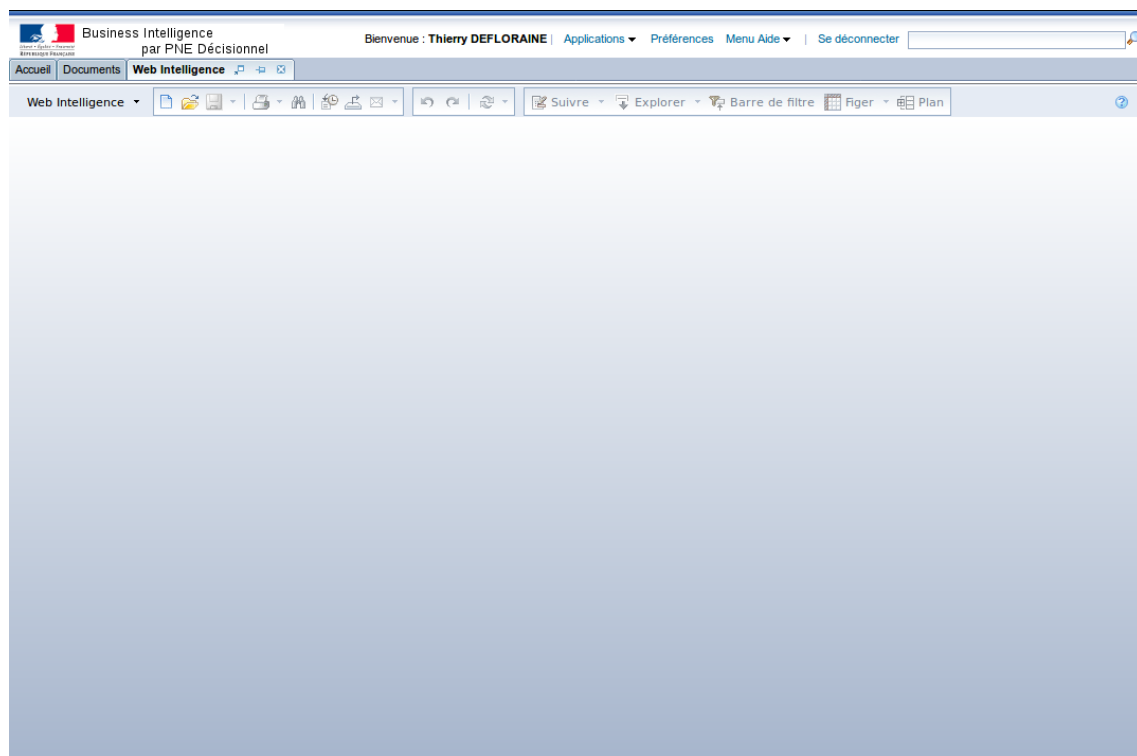 Business Intelligence
par PNE Décisionnel
Bienvenue : Thierry DEFLORAINE | Applications Préférences Menu Aide | Se déconnecter
Accueil Documents Web Intelligence
Web Intelligence Suivre Explorer Barre de filtre Figer Plan